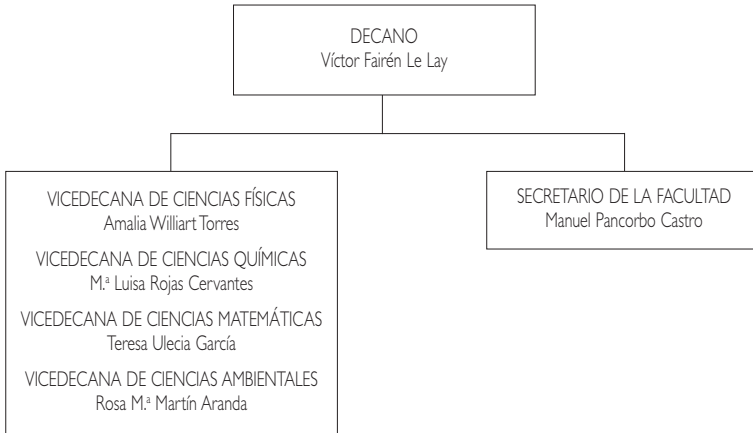 DECANO
Víctor Fairén Le Lay
VICEDECANA DE CIENCIAS FÍSICAS
Amalia Williart Torres
VICEDECANA DE CIENCIAS QUÍMICAS
M.ª Luisa Rojas Cervantes
VICEDECANA DE CIENCIAS MATEMÁTICAS
Teresa Ulecia García
VICEDECANA DE CIENCIAS AMBIENTALES
Rosa M.ª Martín Aranda
SECRETARIO DE LA FACULTAD
Manuel Pancorbo Castro